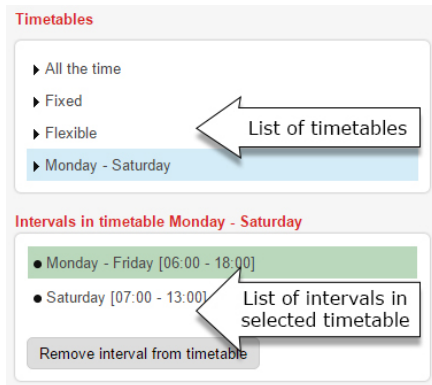 Timetables
All the time
Fixed
Flexible
List of timetables
Monday - Saturday
Intervals in timetable Monday - Saturday
Monday - Friday [06:00 - 18:00]
Saturday [07:00 - 13:00]
List of intervals in
selected timetable
Remove interval from timetable